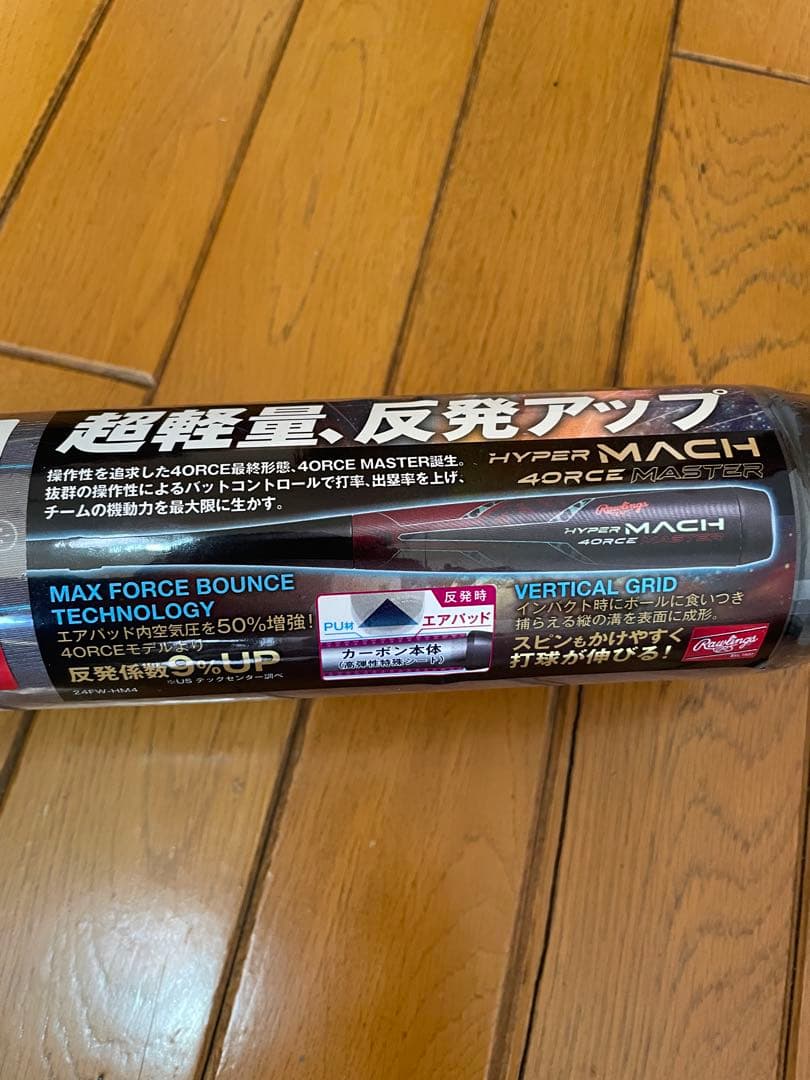 超軽量、反発アップ
操作性を追求した4ORCE最終形態、4ORCE MASTER誕生。
抜群の操作性によるバットコントロールで打率、出塁率を上げ、
チームの機動力を最大限に生かす。
HYPER MACH
4ORCE MASTER
Rawlings
HYPER MACH
4ORCE MASTER
MAX FORCE BOUNCE
TECHNOLOGY
エアパッド内空気圧を50%増強!
4ORCEモデルより
反発係数9%UP
※US テックセンター調べ
24FW-HM4
反発時
PU材
エアパッド
カーボン本体
(高弾性特殊シート)
VERTICAL GRID
インパクト時にボールに食いつき
捕らえる縦の溝を表面に成形。
スピンもかけやすく
打球が伸びる!
Rawlings